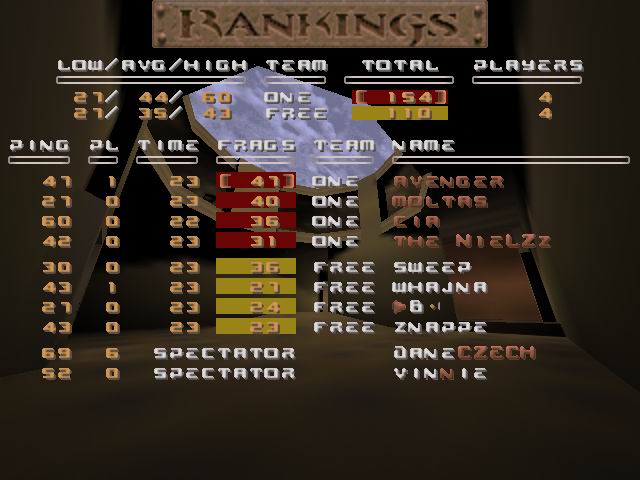 RANKINGS
LOW/AVG/HIGH TEAM TOTAL PLAYERS
27/ 44/ 60 ONE [ 154] 4
27/ 35/ 43 FREE 110 4
PING PL TIME FRAGS TEAM NAME
47 1 23 [ 47] ONE AVENGER
27 0 23 40 ONE MOLTAS
60 0 22 36 ONE CIA
42 0 23 31 ONE THE NIELZZ
30 0 23 36 FREE SWEEP
43 1 23 27 FREE WHAJNA
27 0 23 24 FREE 8
43 0 23 23 FREE ZNAPPE
69 6 SPECTATOR DANECZECH
52 0 SPECTATOR VINNIE